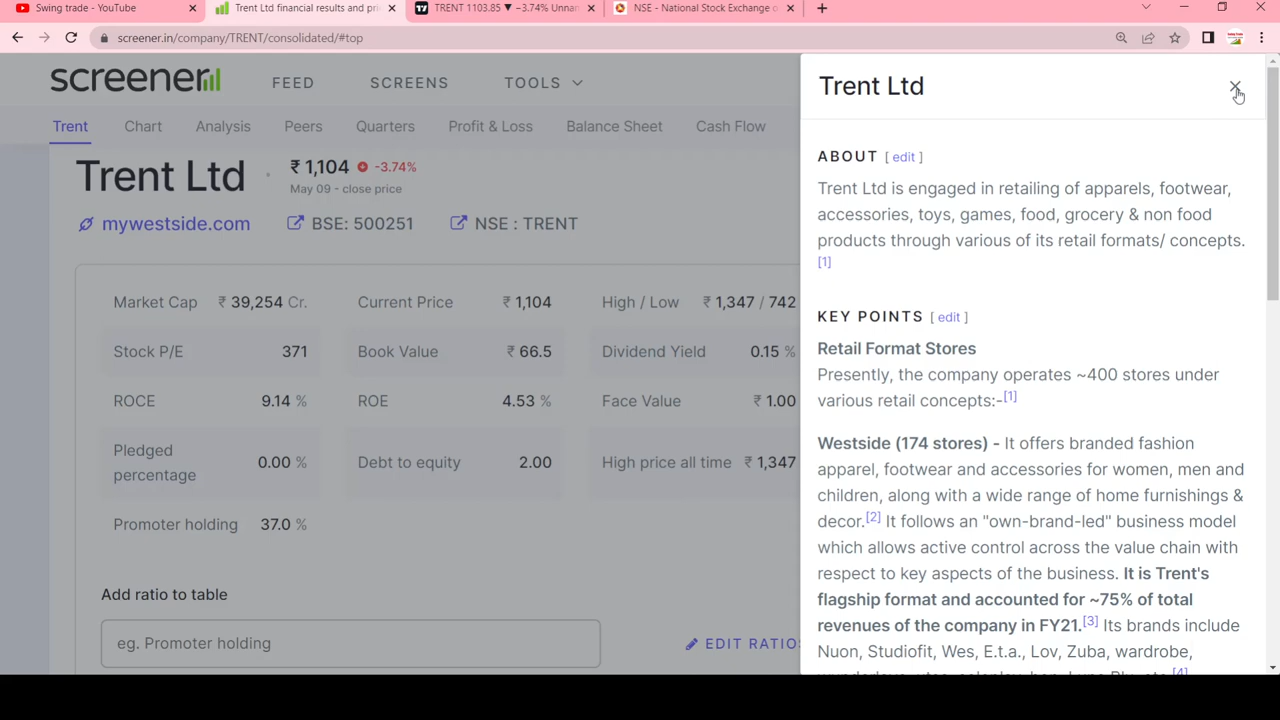 Swing trade - YouTube
Trent Ltd financial results and pri
TRENT 1103.85 ▼ −3.74% Unnan
NSE - National Stock Exchange o
screener.in/company/TRENT/consolidated/#top
screener
FEED
SCREENS
TOOLS
Trent
Chart
Analysis
Peers
Quarters
Profit & Loss
Balance Sheet
Cash Flow
Trent Ltd
₹ 1,104 -3.74%
May 09 - close price
mywestside.com
BSE: 500251
NSE : TRENT
Market Cap ₹ 39,254 Cr.
Current Price ₹ 1,104
High / Low ₹ 1,347 / 742
Stock P/E 371
Book Value ₹ 66.5
Dividend Yield 0.15 %
ROCE 9.14 %
ROE 4.53 %
Face Value ₹ 1.00
Pledged
percentage 0.00 %
Debt to equity 2.00
High price all time ₹ 1,347
Promoter holding 37.0 %
Add ratio to table
eg. Promoter holding
EDIT RATIO
Trent Ltd
ABOUT [ edit ]
Trent Ltd is engaged in retailing of apparels, footwear,
accessories, toys, games, food, grocery & non food
products through various of its retail formats/ concepts.
[1]
KEY POINTS [ edit ]
Retail Format Stores
Presently, the company operates ~400 stores under
various retail concepts:-[1]
Westside (174 stores) - It offers branded fashion
apparel, footwear and accessories for women, men and
children, along with a wide range of home furnishings &
decor.[2] It follows an "own-brand-led" business model
which allows active control across the value chain with
respect to key aspects of the business. It is Trent's
flagship format and accounted for ~75% of total
revenues of the company in FY21.[3] Its brands include
Nuon, Studiofit, Wes, E.t.a., Lov, Zuba, wardrobe,
[4]